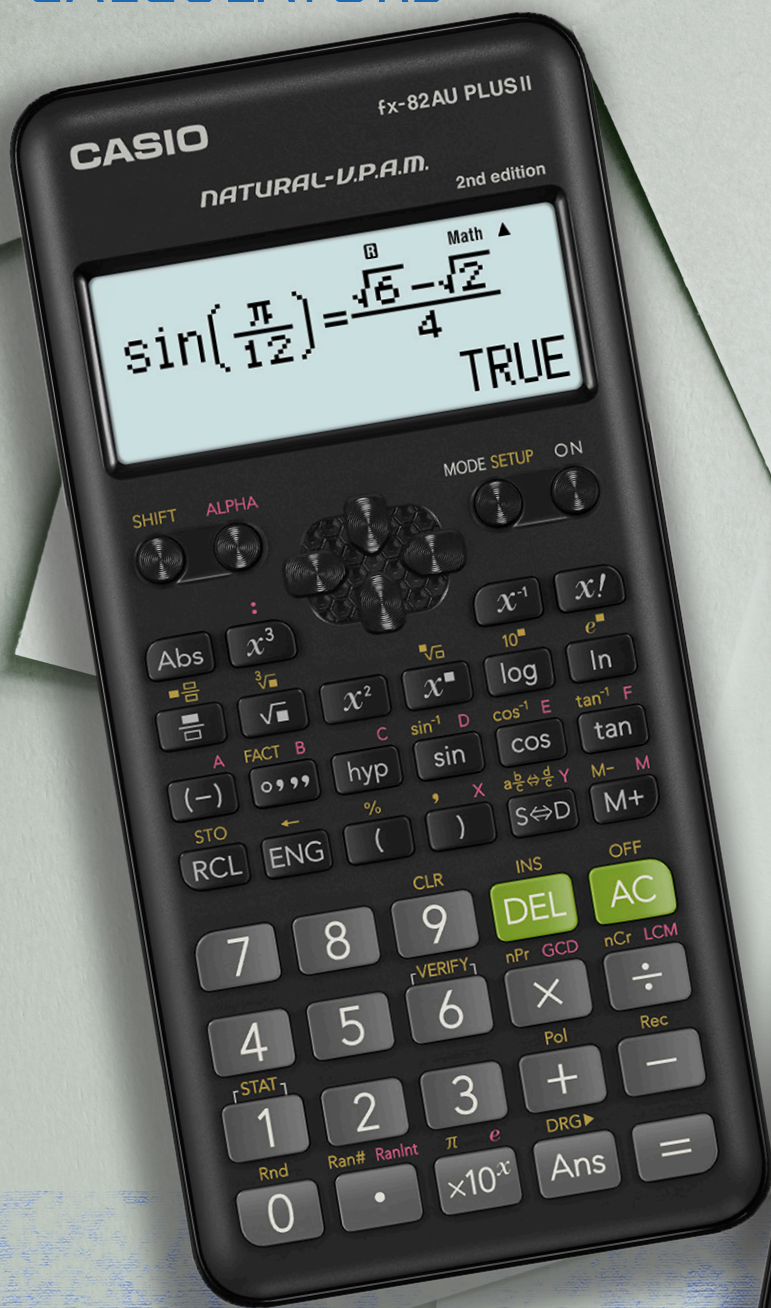 CASIO
fx-82AU PLUS II
NATURAL-V.P.A.M.
2nd edition
R Math ▲
sin(π/12)=(√6-√2)/4
TRUE
SHIFT ALPHA MODE SETUP ON
:
Abs x³ x⁻¹ x!
■√□ 10■ e■
■⊟ ³√■
√■ x² x■ log ln
A FACT B C sin⁻¹ D cos⁻¹ E tan⁻¹ F
(−) °’’’ hyp sin cos tan
STO ← % , X a b/c⇔d/c Y M− M
RCL ENG ( ) S⇔D M+
CLR INS OFF
7 8 9 DEL AC
VERIFY nPr GCD nCr LCM
4 5 6 × ÷
STAT Pol Rec
1 2 3 + −
Rnd Ran# RanInt π e DRG▶
0 • ×10ˣ Ans =